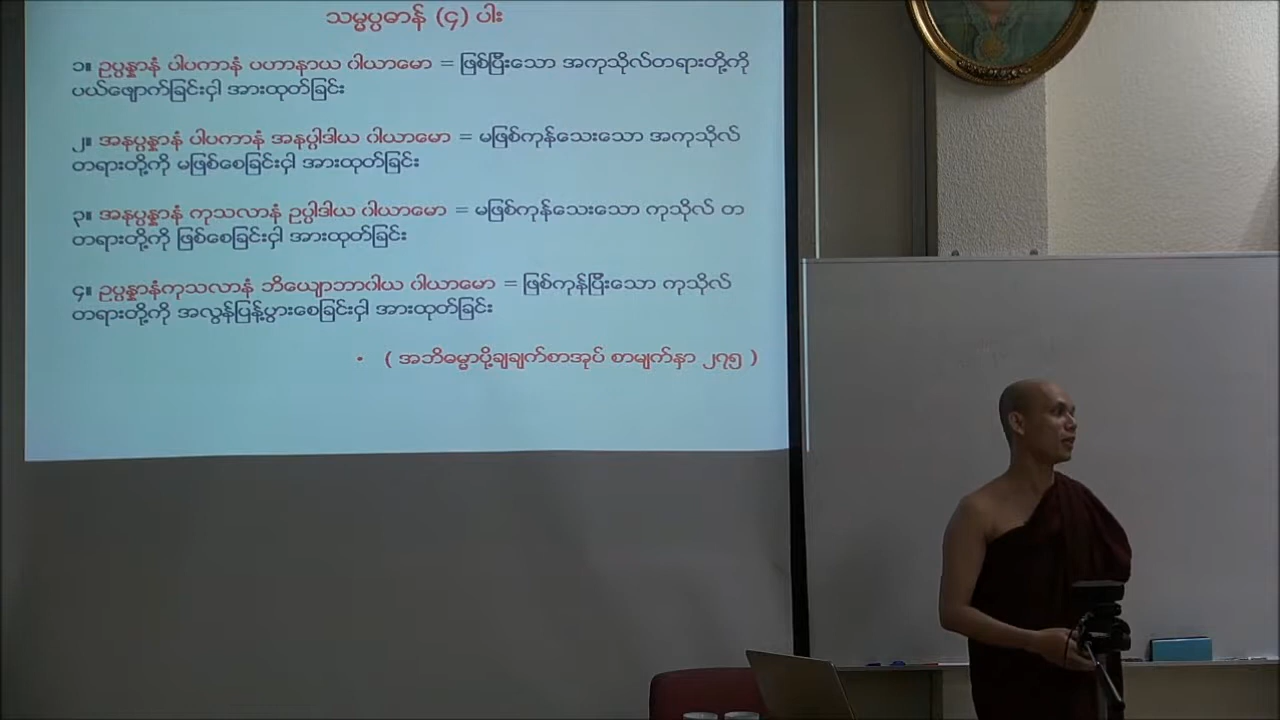 သမ္မပ္ပဓာန် (၄) ပါး
၁။ ဥပ္ပန္နာနံ ပါပကာနံ ပဟာနာယ ဝါယာမော = ဖြစ်ပြီးသော အကုသိုလ်တရားတို့ကို
ပယ်ဖျောက်ခြင်းငှါ အားထုတ်ခြင်း
၂။ အနုပ္ပန္နာနံ ပါပကာနံ အနုပ္ပါဒါယ ဝါယာမော = မဖြစ်ကုန်သေးသော အကုသိုလ်
တရားတို့ကို မဖြစ်စေခြင်းငှါ အားထုတ်ခြင်း
၃။ အနုပ္ပန္နာနံ ကုသလာနံ ဥပ္ပါဒါယ ဝါယာမော = မဖြစ်ကုန်သေးသော ကုသိုလ် တ
တရားတို့ကို ဖြစ်စေခြင်းငှါ အားထုတ်ခြင်း
၄။ ဥပ္ပန္နာနံကုသလာနံ ဘိယျောဘာဝါယ ဝါယာမော = ဖြစ်ကုန်ပြီးသော ကုသိုလ်
တရားတို့ကို အလွန်ပြန့်ပွားစေခြင်းငှါ အားထုတ်ခြင်း
• ( အဘိဓမ္မာပို့ချချက်စာအုပ် စာမျက်နှာ ၂၇၅ )